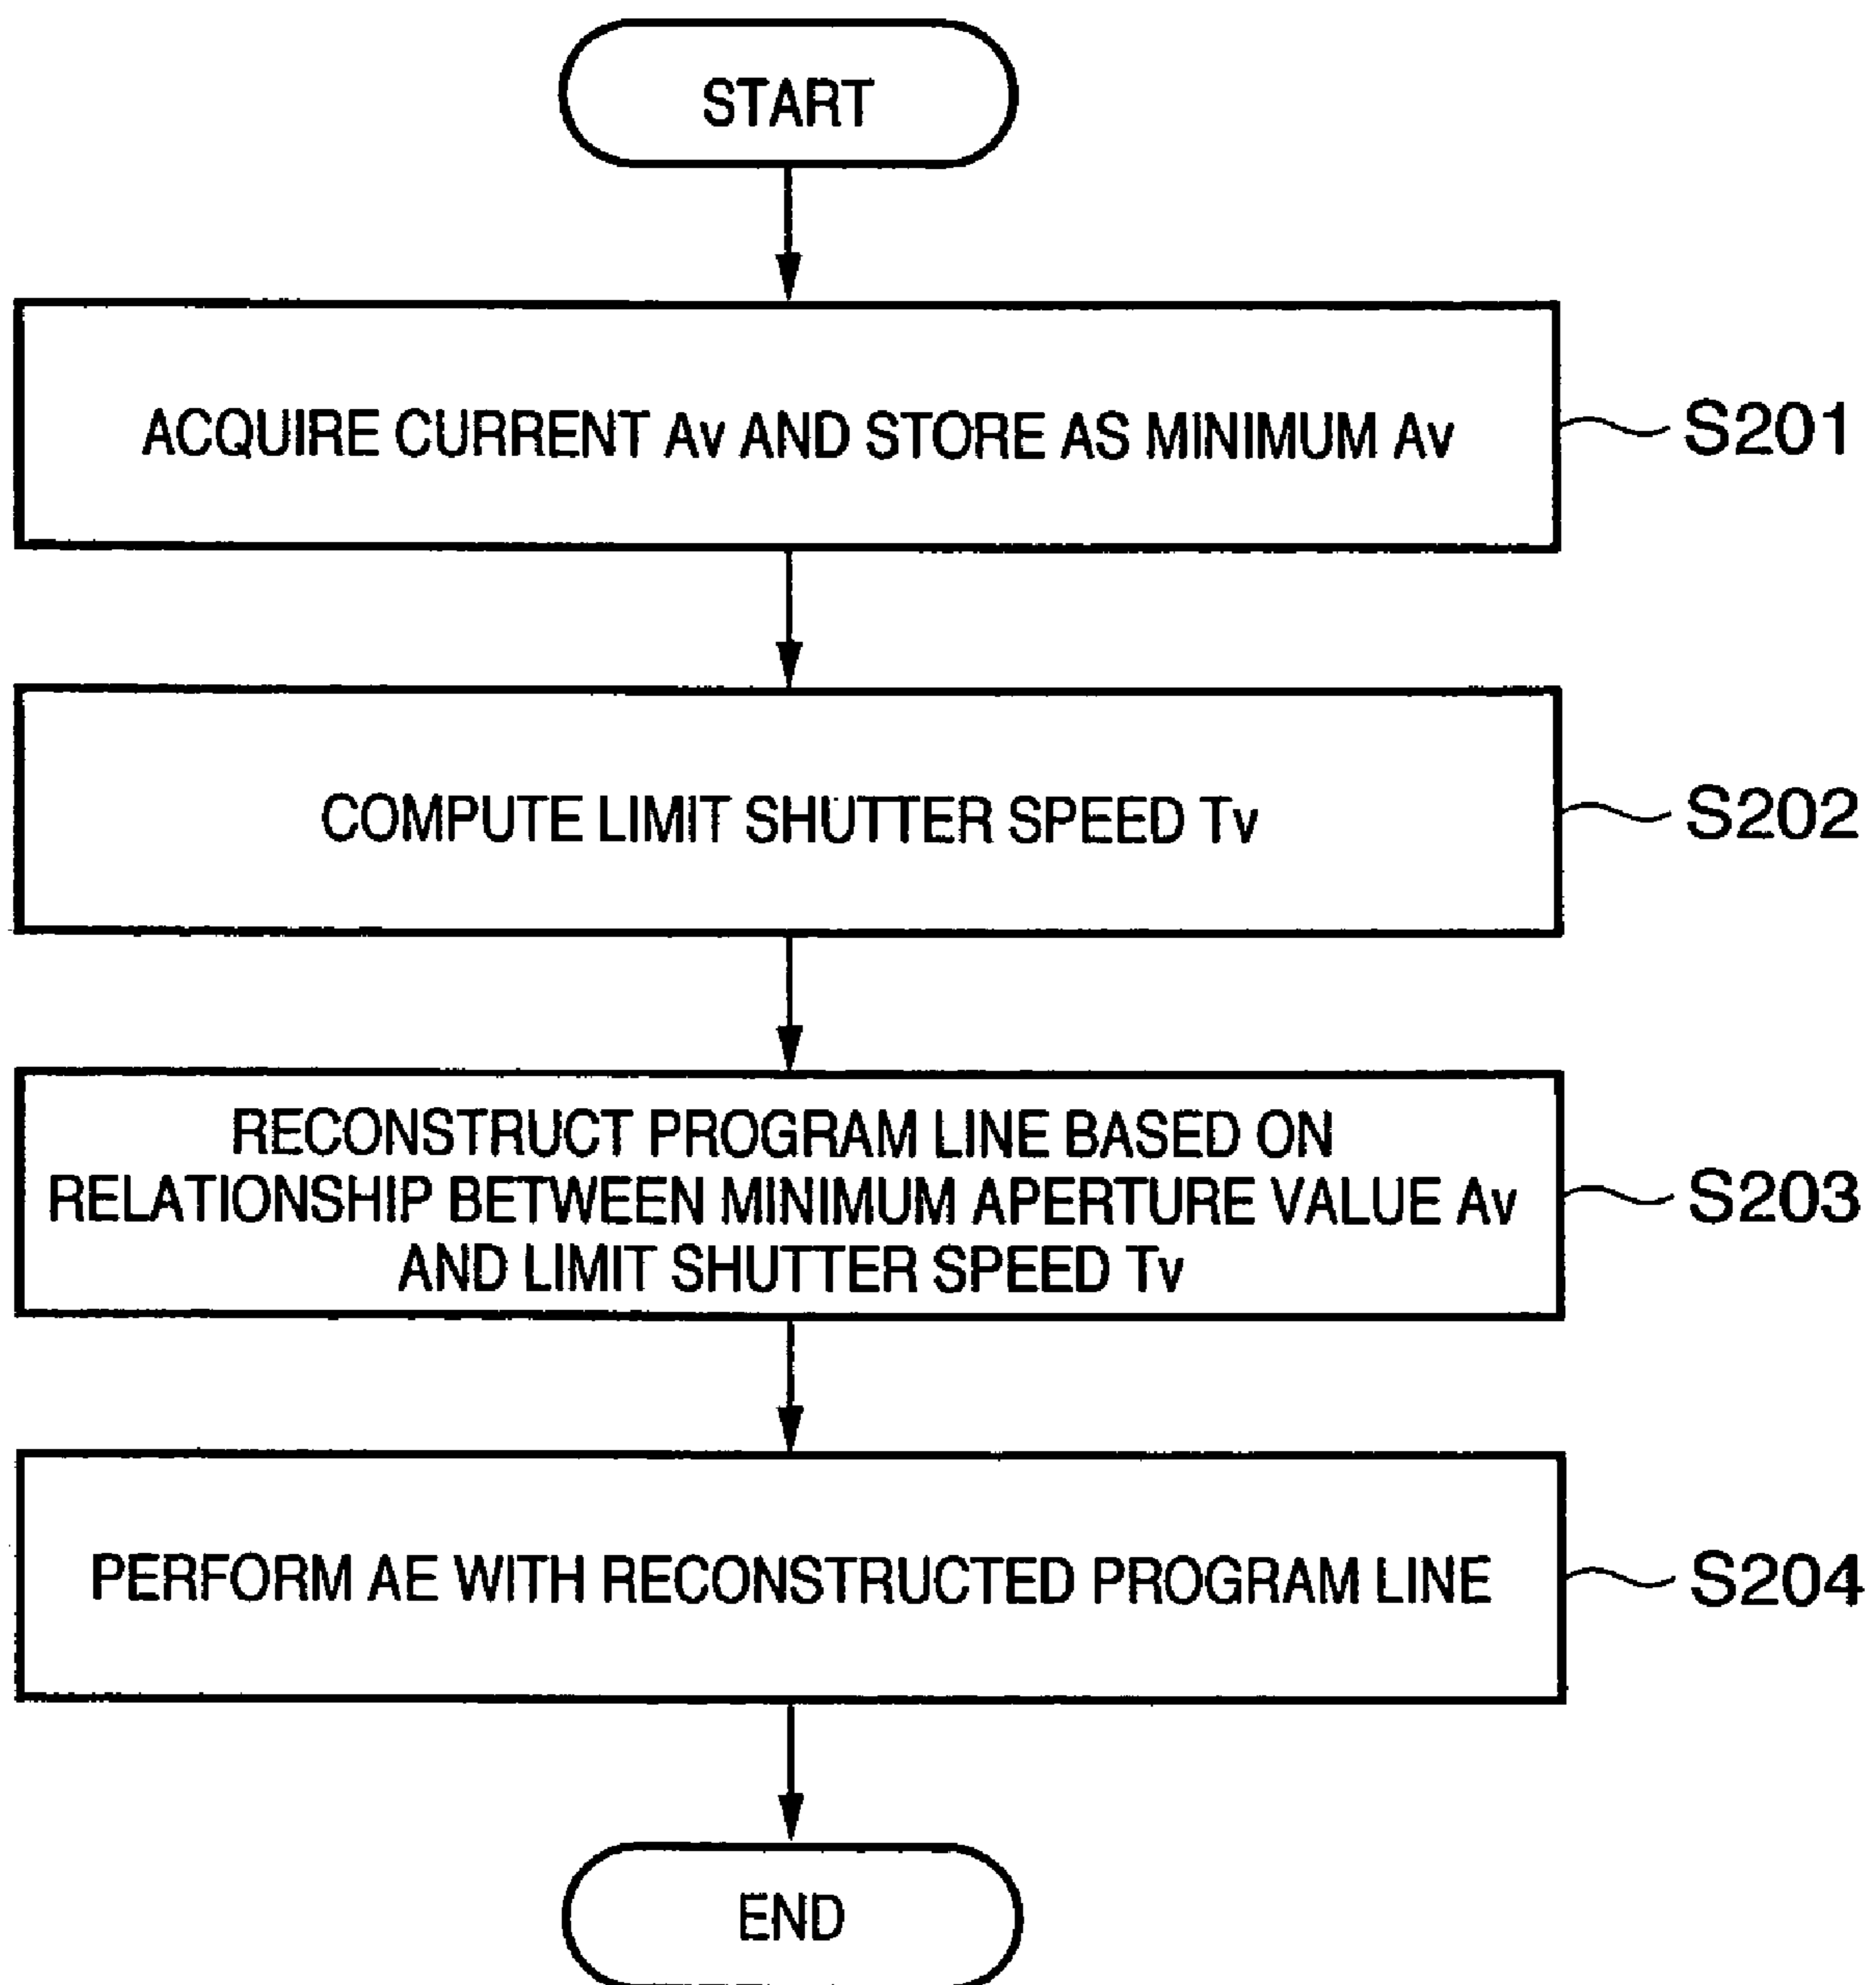 START
ACQUIRE CURRENT Av AND STORE AS MINIMUM Av
S201
COMPUTE LIMIT SHUTTER SPEED Tv
S202
RECONSTRUCT PROGRAM LINE BASED ON
RELATIONSHIP BETWEEN MINIMUM APERTURE VALUE Av
AND LIMIT SHUTTER SPEED Tv
S203
PERFORM AE WITH RECONSTRUCTED PROGRAM LINE
S204
END